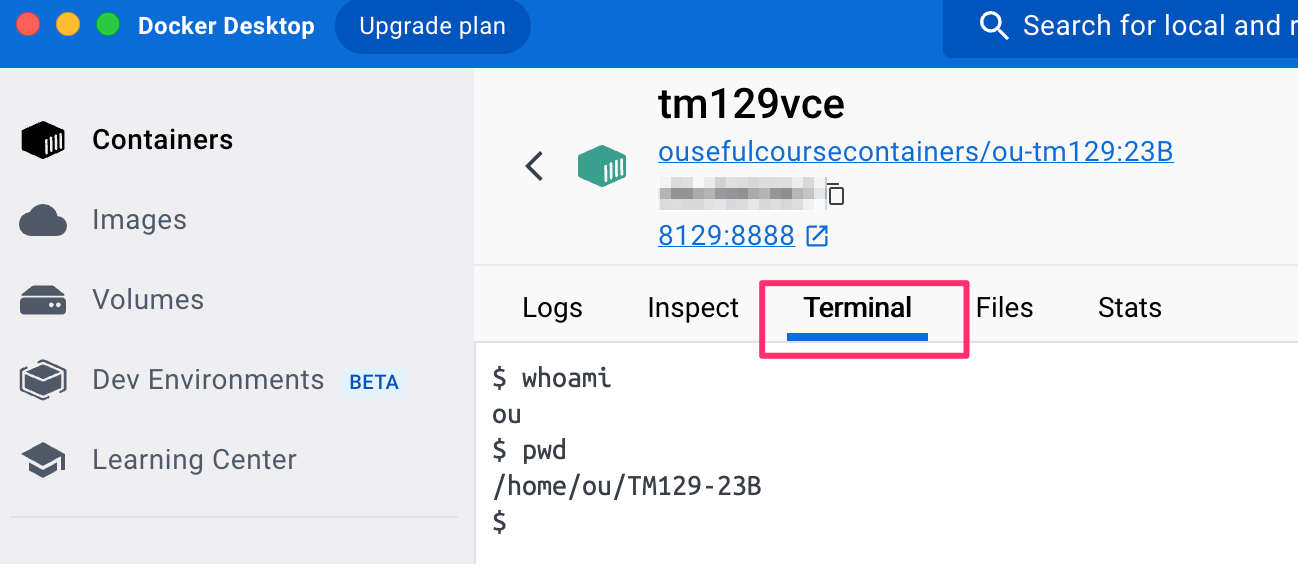 Docker Desktop Upgrade plan Search for local and r
Containers
Images
Volumes
Dev Environments BETA
Learning Center
tm129vce
ousefulcoursecontainers/ou-tm129:23B
8129:8888
Logs Inspect Terminal Files Stats
$ whoami
ou
$ pwd
/home/ou/TM129-23B
$